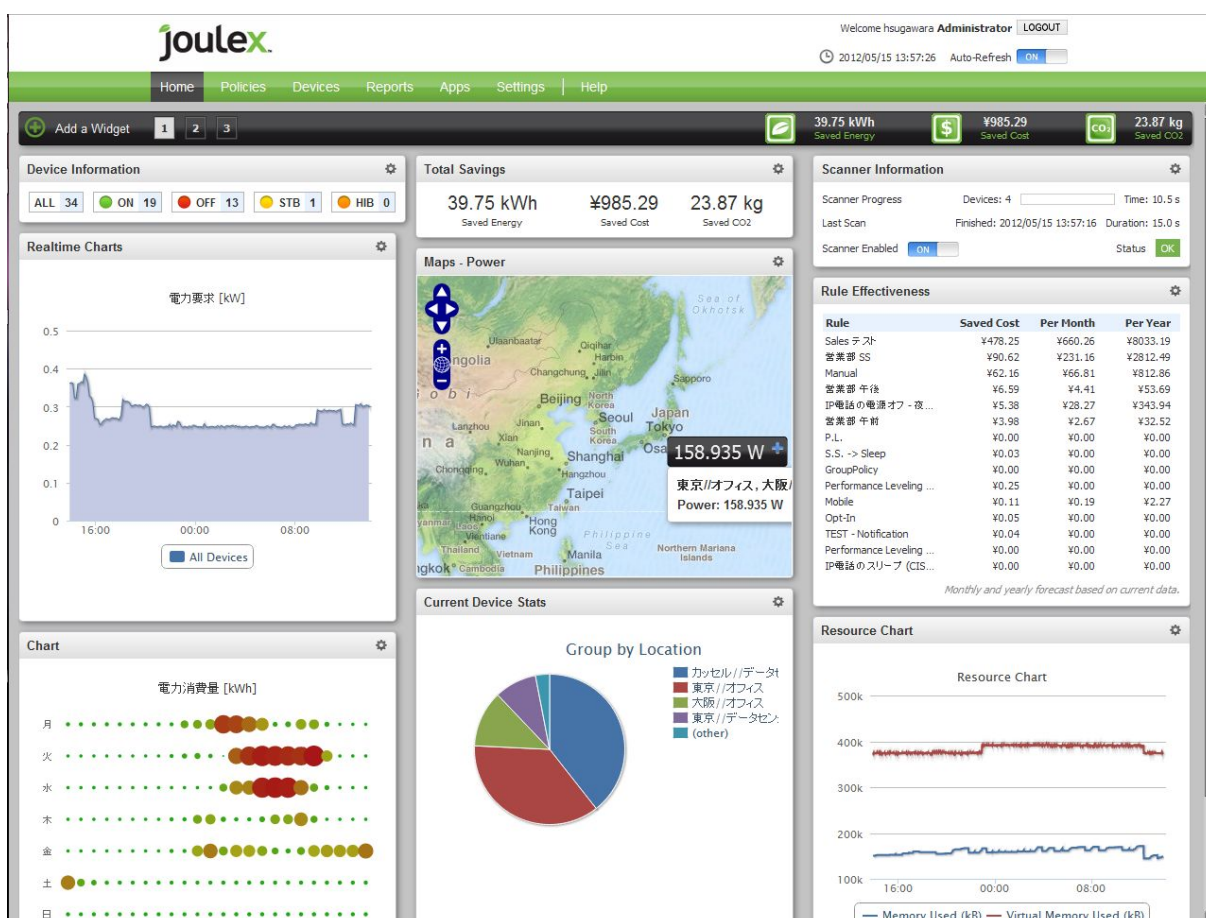 joulex
Welcome hsugawara Administrator LOGOUT
2012/05/15 13:57:26 Auto-Refresh ON
Home Policies Devices Reports Apps Settings Help
Add a Widget 1 2 3
39.75 kWh Saved Energy
¥985.29 Saved Cost
23.87 kg Saved CO2
Device Information
ALL 34 ON 19 OFF 13 STB 1 HIB 0
Realtime Charts
電力要求 [kW]
0.5
0.4
0.3
0.2
0.1
0
16:00 00:00 08:00
All Devices
Chart
電力消費量 [kWh]
月
火
水
木
金
土
日
Total Savings
39.75 kWh ¥985.29 23.87 kg
Saved Energy Saved Cost Saved CO2
Maps - Power
Sea of Okhotsk
Ulaanbaatar
Qiqihar
Harbin
ngolia
Changchung
Jilin
Sapporo
o b i
Beijing
North Korea
Seoul
Japan
Tokyo
Lanzhou
Jinan
South Korea
n a
Xian
Osa
Nanjing
Shanghai
Chongqing
Wuhan
Hangzhou
Taipei
Guangzhou
Taiwan
Hanoi
Hong Kong
Laos
Vientiane
Philippine Sea
Thailand
Vietnam
Manila
Northern Mariana Islands
ngkok
Cambodia
Philippines
158.935 W
東京//オフィス, 大阪/
Power: 158.935 W
Current Device Stats
Group by Location
カッセル//データセ
東京//オフィス
大阪//オフィス
東京//データセン
(other)
Scanner Information
Scanner Progress Devices: 4 Time: 10.5 s
Last Scan Finished: 2012/05/15 13:57:16 Duration: 15.0 s
Scanner Enabled ON Status OK
Rule Effectiveness
Rule Saved Cost Per Month Per Year
Sales テスト ¥478.25 ¥660.26 ¥8033.19
営業部 SS ¥90.62 ¥231.16 ¥2812.49
Manual ¥62.16 ¥66.81 ¥812.86
営業部 午後 ¥6.59 ¥4.41 ¥53.69
IP電話の電源オフ - 夜... ¥5.38 ¥28.27 ¥343.94
営業部 午前 ¥3.98 ¥2.67 ¥32.52
P.L. ¥0.00 ¥0.00 ¥0.00
S.S. -> Sleep ¥0.03 ¥0.00 ¥0.00
GroupPolicy ¥0.00 ¥0.00 ¥0.00
Performance Leveling ... ¥0.25 ¥0.00 ¥0.00
Mobile ¥0.11 ¥0.19 ¥2.27
Opt-In ¥0.05 ¥0.00 ¥0.00
TEST - Notification ¥0.04 ¥0.00 ¥0.00
Performance Leveling ... ¥0.00 ¥0.00 ¥0.00
IP電話のスリープ (CIS... ¥0.00 ¥0.00 ¥0.00
Monthly and yearly forecast based on current data.
Resource Chart
Resource Chart
500k
400k
300k
200k
100k
16:00 00:00 08:00
Memory Used (kB) Virtual Memory Used (kB)